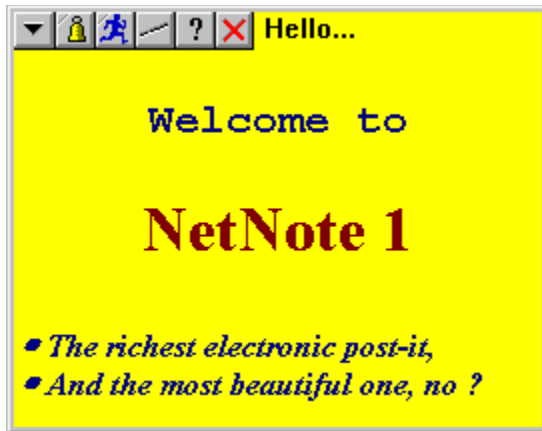 ? Hello...
Welcome to
NetNote 1
• The richest electronic post-it,
• And the most beautiful one, no ?